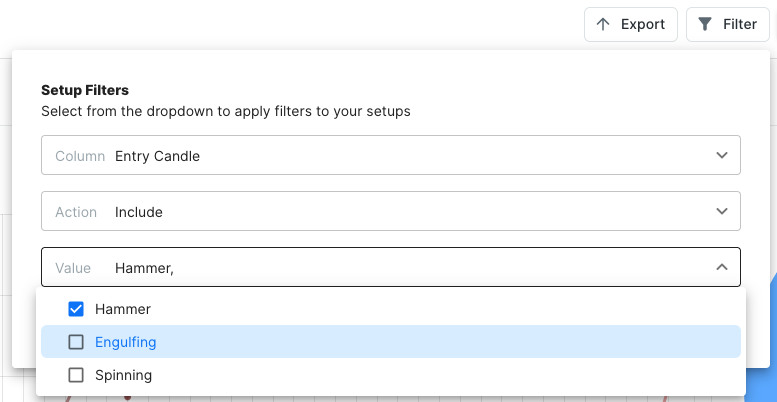 Export Filter
Setup Filters
Select from the dropdown to apply filters to your setups
Column Entry Candle
Action Include
Value Hammer,
Hammer
Engulfing
Spinning